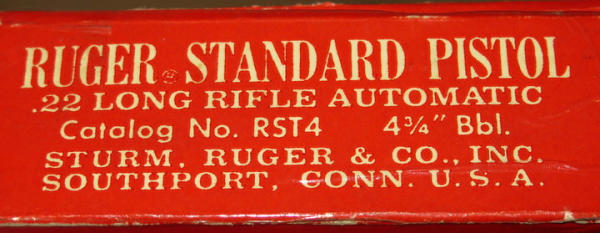 RUGER® STANDARD PISTOL
.22 LONG RIFLE AUTOMATIC
Catalog No. RST4 4¾" Bbl.
STURM, RUGER & CO., INC.
SOUTHPORT, CONN. U. S. A.